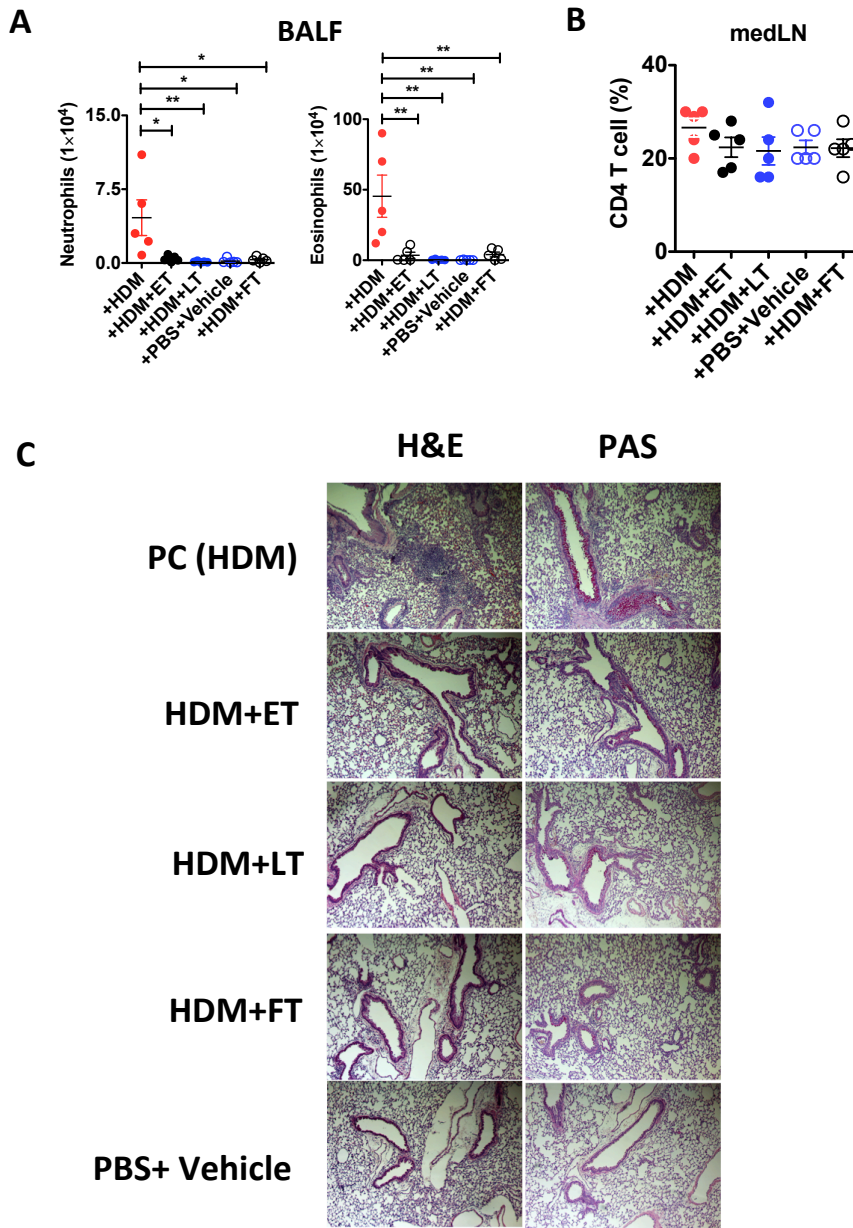 A
BALF
B
medLN
* 
*
**
*
**
**
**
**
Neutrophils (1×10⁴)
15.0
7.5
0.0
+HDM
+HDM+ET
+HDM+LT
+PBS+Vehicle
+HDM+FT
Eosinophils (1×10⁴)
100
50
0
+HDM
+HDM+ET
+HDM+LT
+PBS+Vehicle
+HDM+FT
CD4 T cell (%)
40
20
0
+HDM
+HDM+ET
+HDM+LT
+PBS+Vehicle
+HDM+FT
C
H&E
PAS
PC (HDM)
HDM+ET
HDM+LT
HDM+FT
PBS+ Vehicle